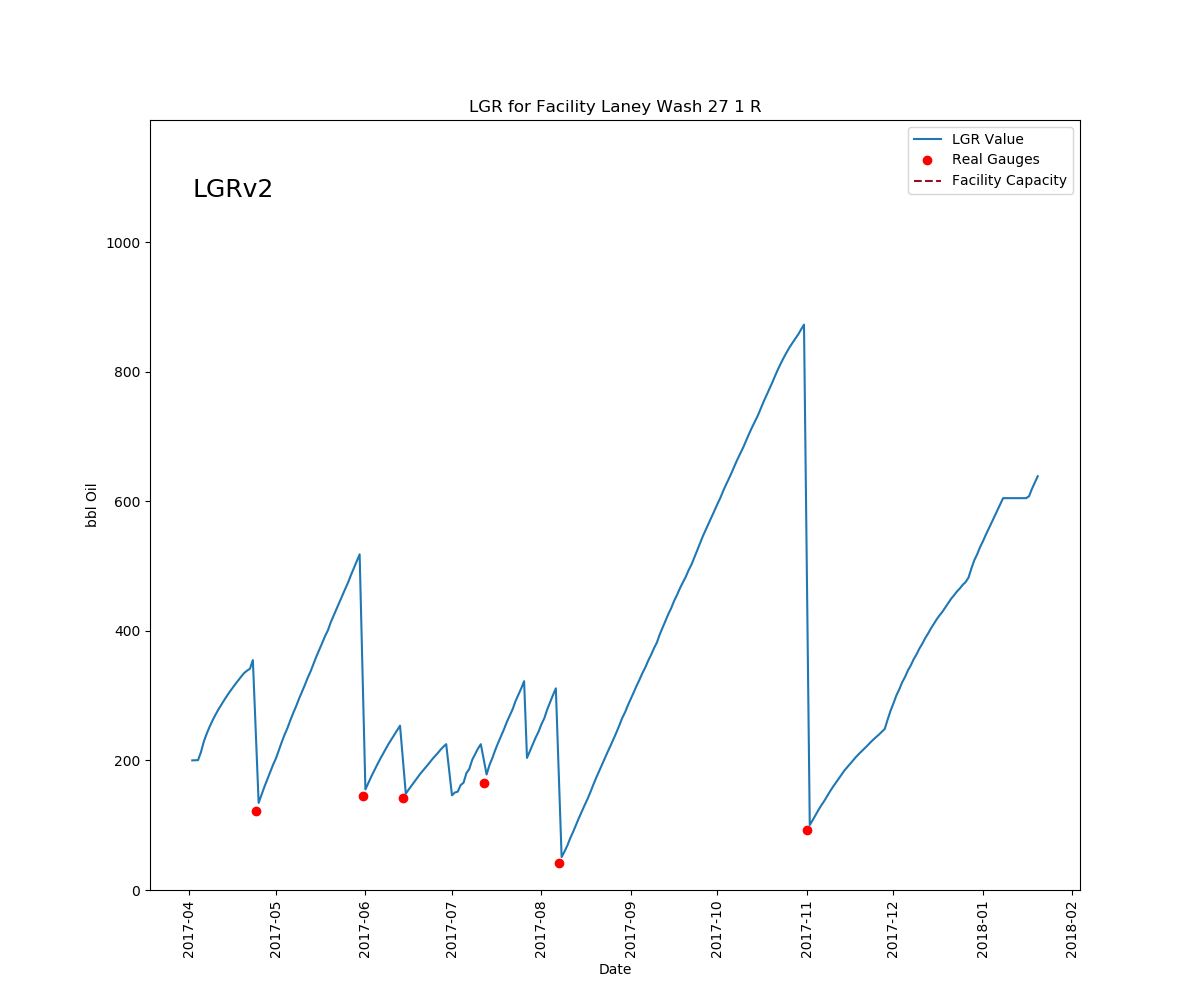 LGR for Facility Laney Wash 27 1 R
LGR Value
Real Gauges
Facility Capacity
LGRv2
bbl Oil
1000
800
600
400
200
0
2017-04
2017-05
2017-06
2017-07
2017-08
2017-09
2017-10
2017-11
2017-12
2018-01
2018-02
Date